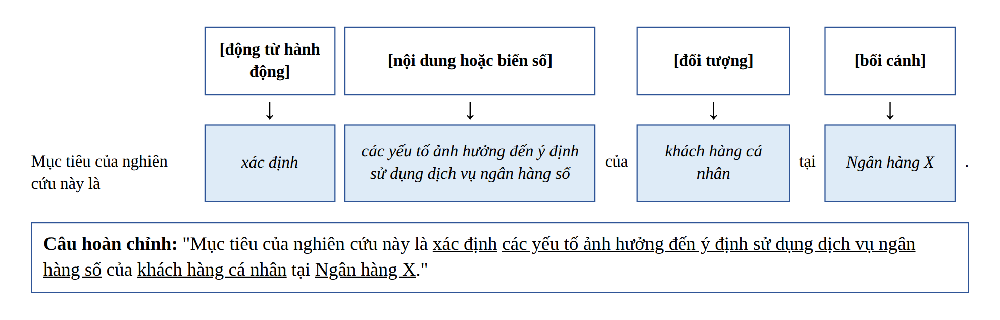 [động từ hành
động]
[nội dung hoặc biến số]
[đối tượng]
[bối cảnh]
↓ ↓ ↓ ↓
Mục tiêu của nghiên
cứu này là
xác định
các yếu tố ảnh hưởng đến ý định
sử dụng dịch vụ ngân hàng số
của
khách hàng cá
nhân
tại
Ngân hàng X
.
Câu hoàn chỉnh: "Mục tiêu của nghiên cứu này là xác định các yếu tố ảnh hưởng đến ý định sử dụng dịch vụ ngân
hàng số của khách hàng cá nhân tại Ngân hàng X."